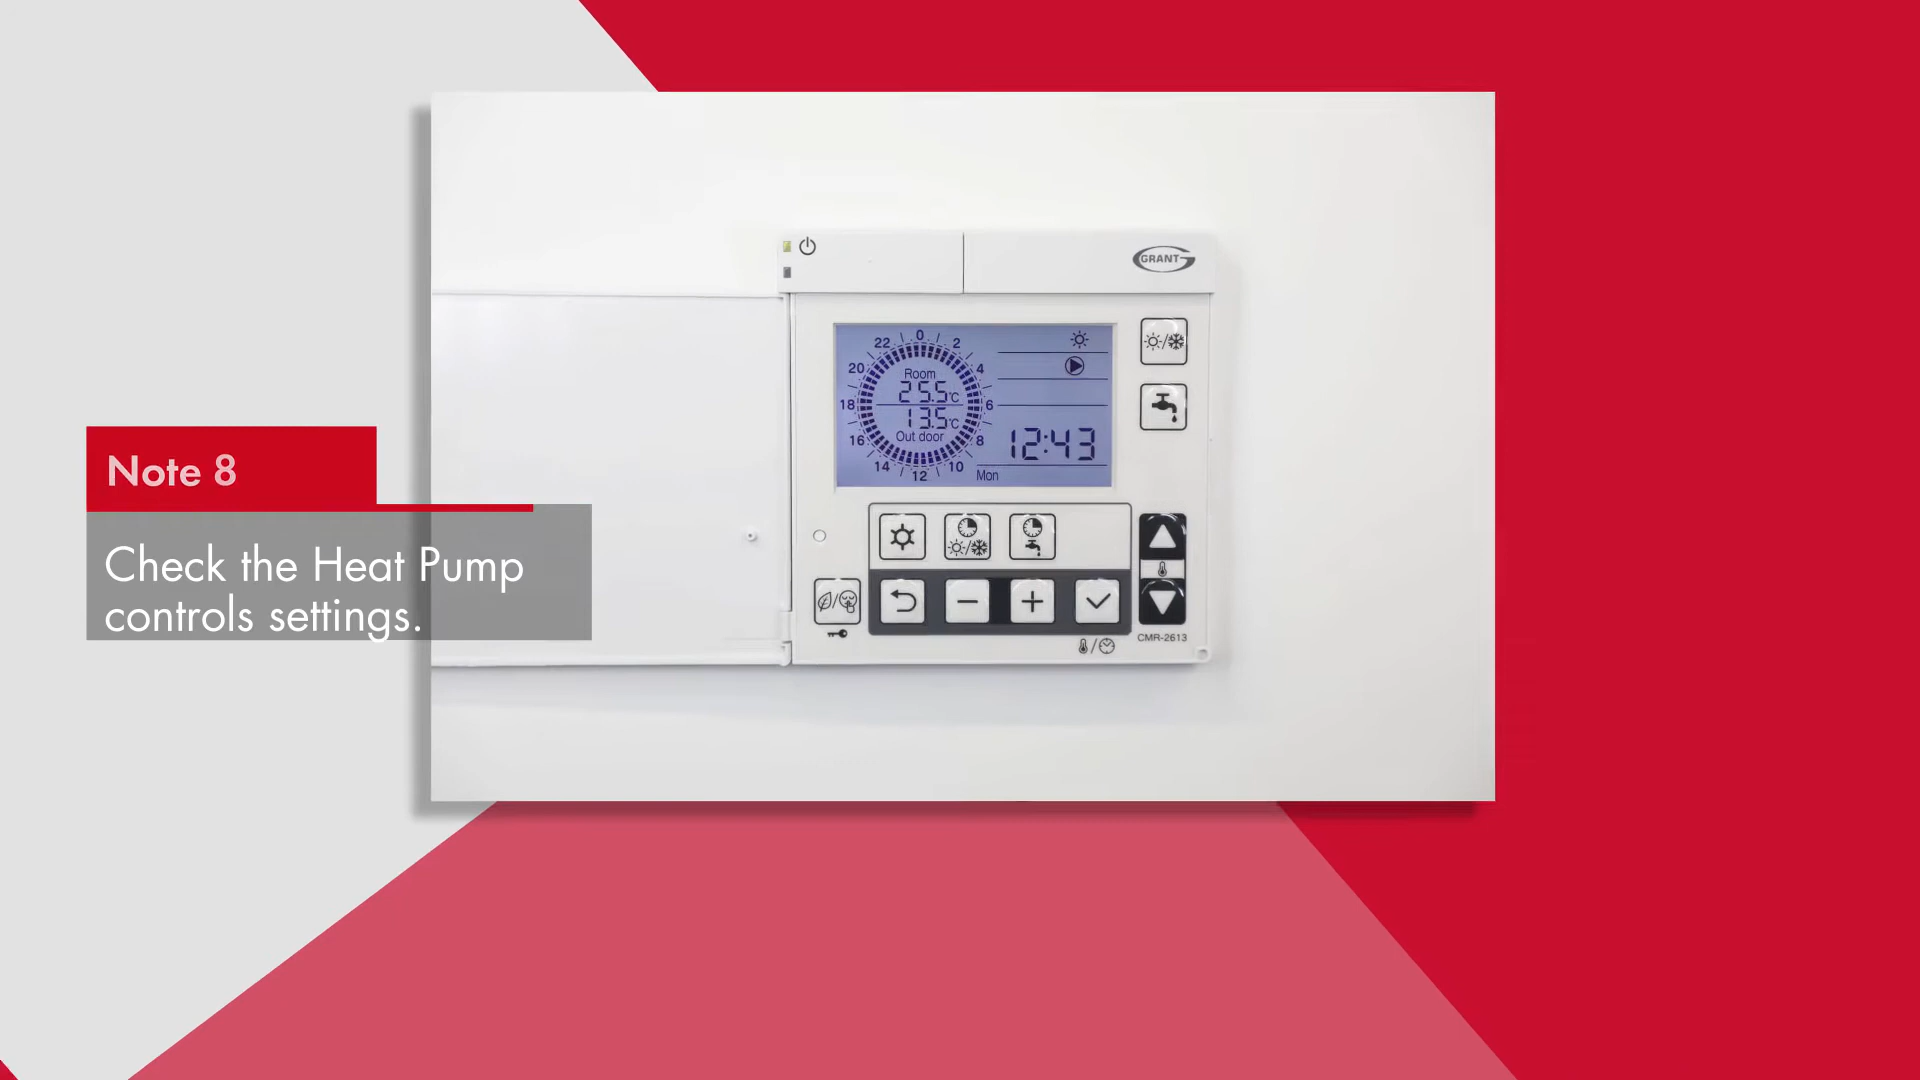 GRANT
0
22 2
20 4
Room
25.5°C
18 6
13.5°C
Out door
16 8
12:43
14 10
12
Mon
Note 8
Check the Heat Pump
controls settings.
CMR-2613